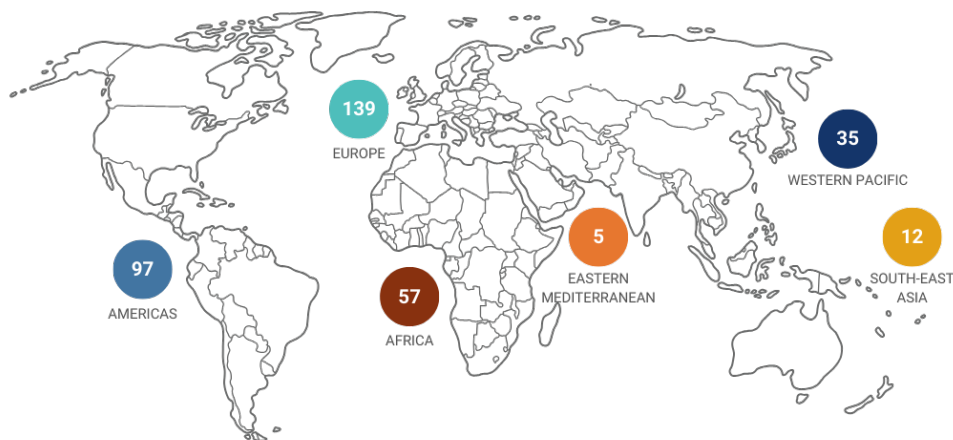 139
EUROPE
35
WESTERN PACIFIC
97
AMERICAS
57
AFRICA
5
EASTERN
MEDITERRANEAN
12
SOUTH-EAST
ASIA